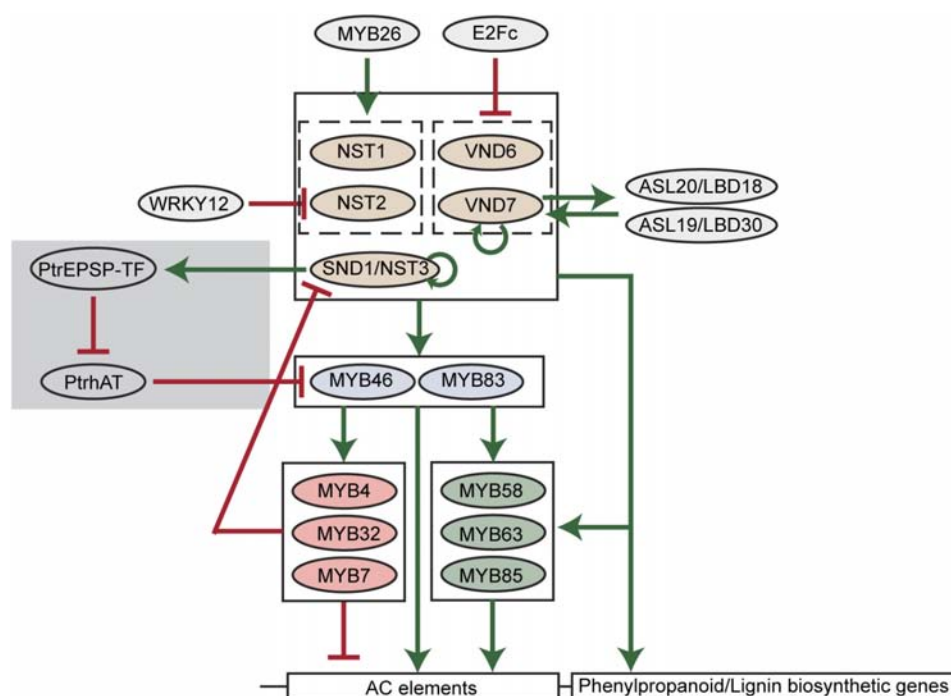 MYB26
E2Fc
NST1
VND6
WRKY12
NST2
VND7
ASL20/LBD18
ASL19/LBD30
PtrEPSP-TF
SND1/NST3
PtrhAT
MYB46
MYB83
MYB4
MYB58
MYB32
MYB63
MYB7
MYB85
AC elements
Phenylpropanoid/Lignin biosynthetic genes